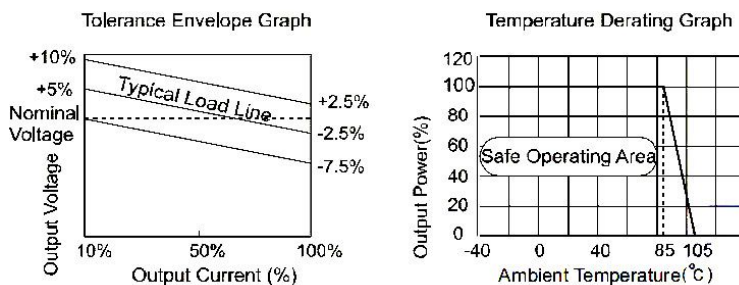 Tolerance Envelope Graph
+10%
+5%
Nominal
Voltage
Output Voltage
Typical Load Line
+2.5%
-2.5%
-7.5%
10%
50%
100%
Output Current (%)
Temperature Derating Graph
120
100
80
60
40
20
0
Output Power(%)
Safe Operating Area
-40
0
40
85
105
Ambient Temperature(℃)